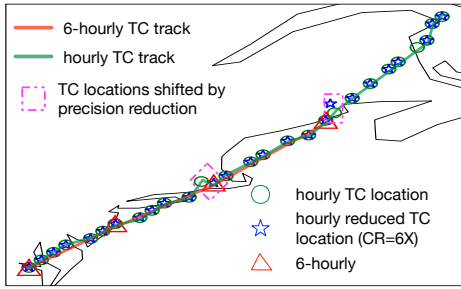 6-hourly TC track
hourly TC track
TC locations shifted by
precision reduction
hourly TC location
hourly reduced TC
location (CR=6X)
6-hourly